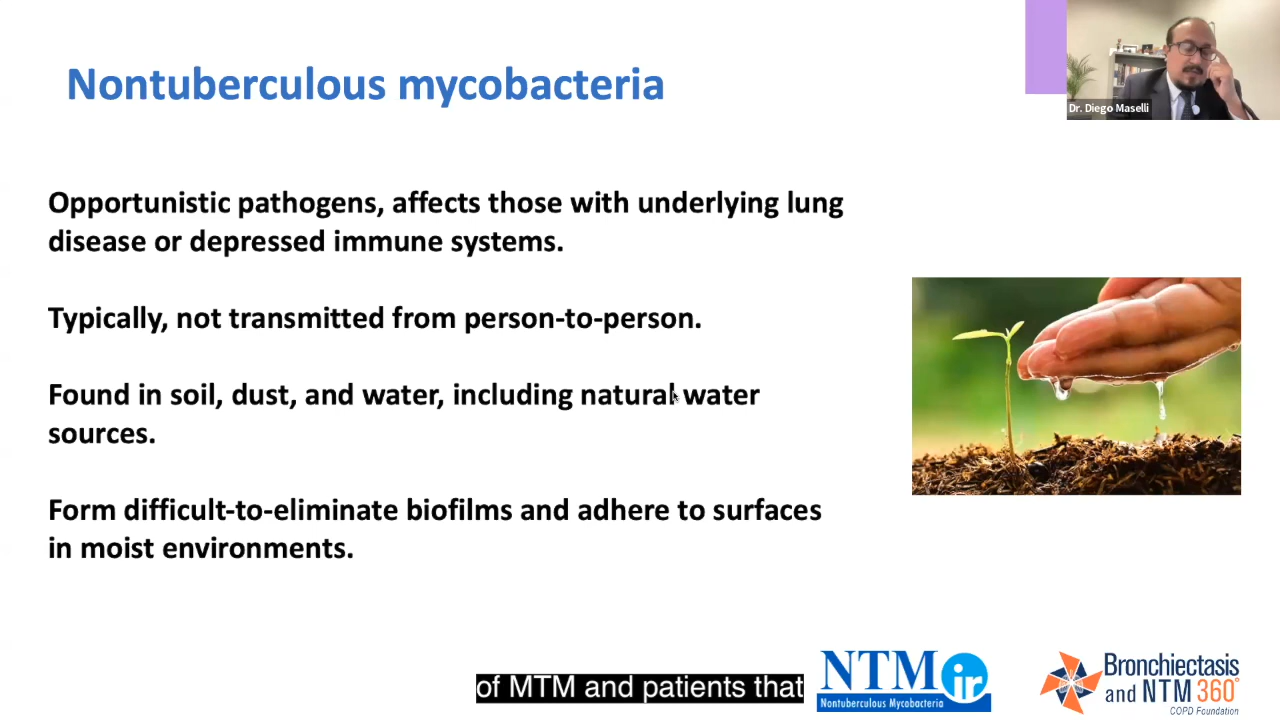 Nontuberculous mycobacteria
Dr. Diego Maselli
Opportunistic pathogens, affects those with underlying lung
disease or depressed immune systems.
Typically, not transmitted from person-to-person.
Found in soil, dust, and water, including natural water
sources.
Form difficult-to-eliminate biofilms and adhere to surfaces
in moist environments.
of MTM and patients that
NTMir
Nontuberculous Mycobacteria
Bronchiectasis
and NTM 360°
COPD Foundation